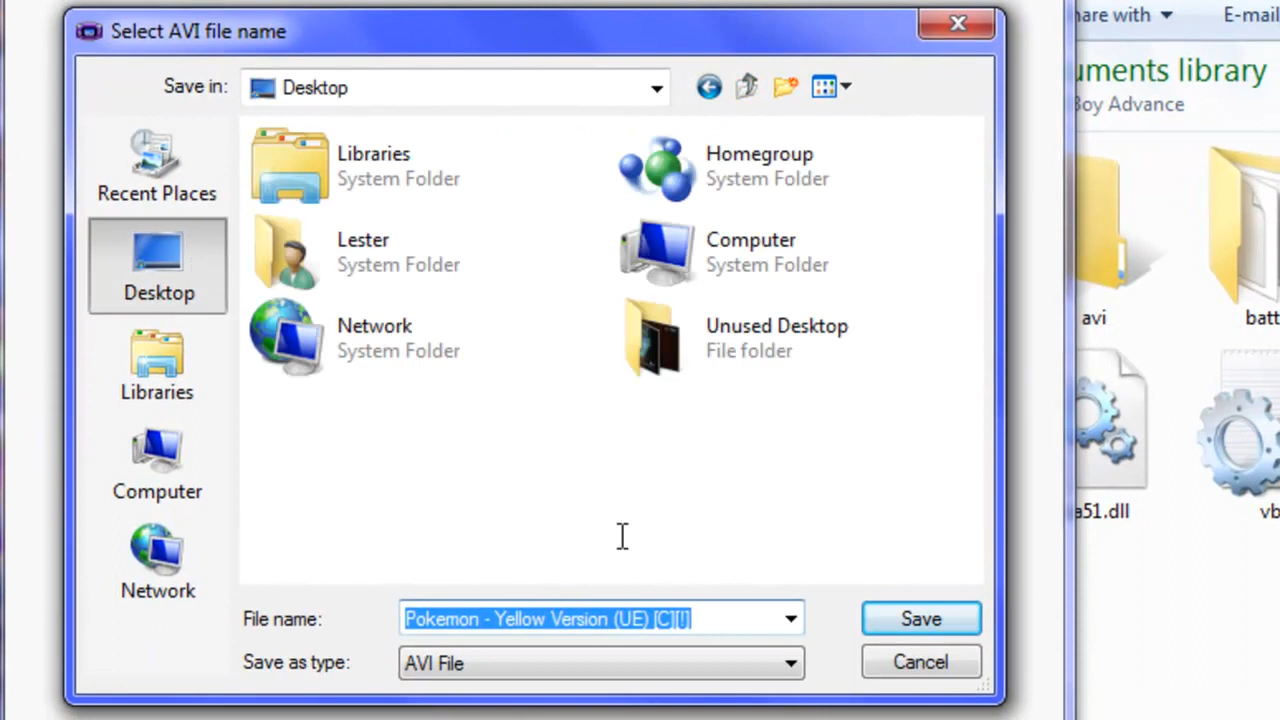 Select AVI file name
hare with
E-mail
Save in:
Desktop
uments library
Boy Advance
Recent Places
Desktop
Libraries
Computer
Network
Libraries
System Folder
Homegroup
System Folder
Lester
System Folder
Computer
System Folder
Network
System Folder
Unused Desktop
File folder
avi
batt
a51.dll
vb
File name:
Pokemon - Yellow Version (UE) [C][!]
Save
Save as type:
AVI File
Cancel